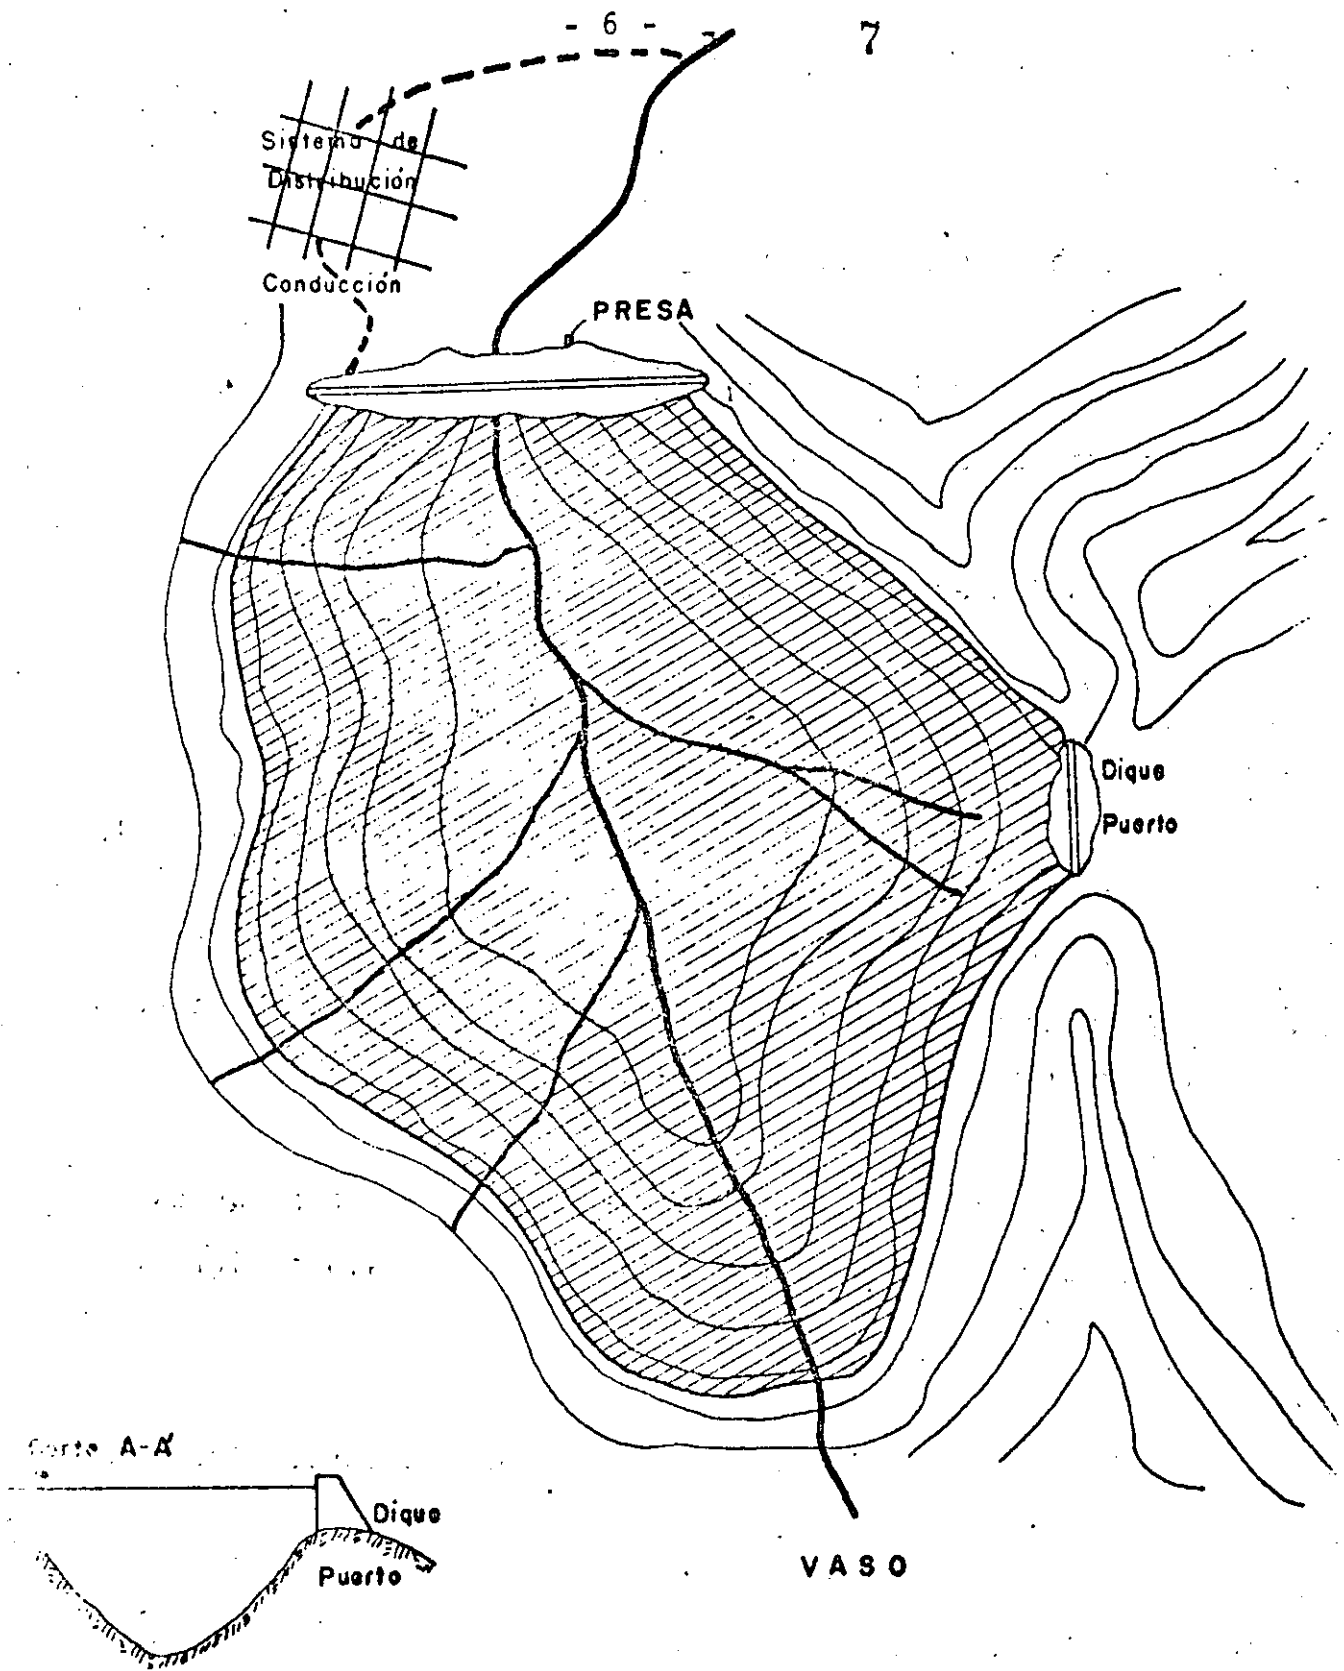 - 6 -
7
Sistema de
Distribución
Conducción
PRESA
Dique
Puerto
Corte A-A'
Dique
Puerto
VASO